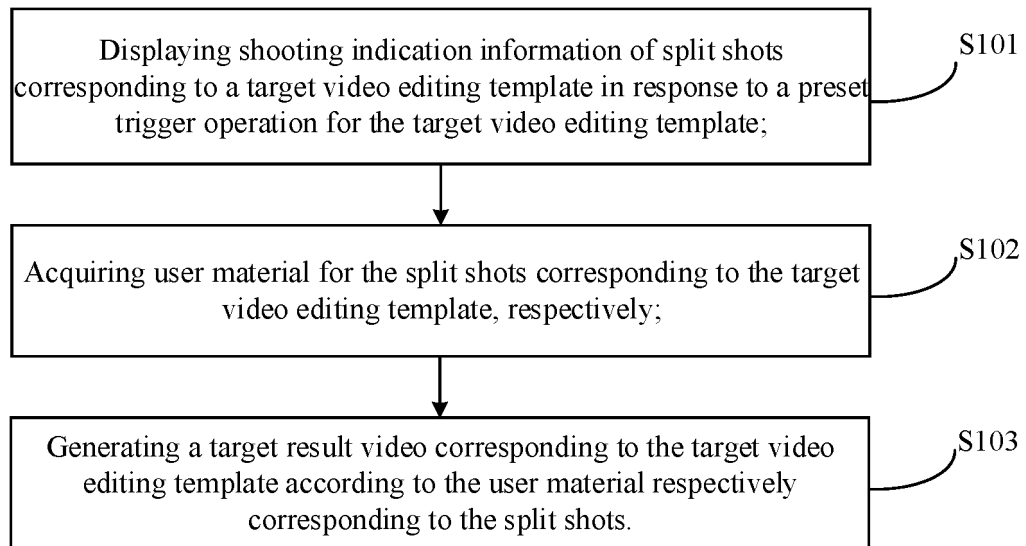 Displaying shooting indication information of split shots
corresponding to a target video editing template in response to a preset
trigger operation for the target video editing template;
S101
Acquiring user material for the split shots corresponding to the target
video editing template, respectively;
S102
Generating a target result video corresponding to the target video
editing template according to the user material respectively
corresponding to the split shots.
S103